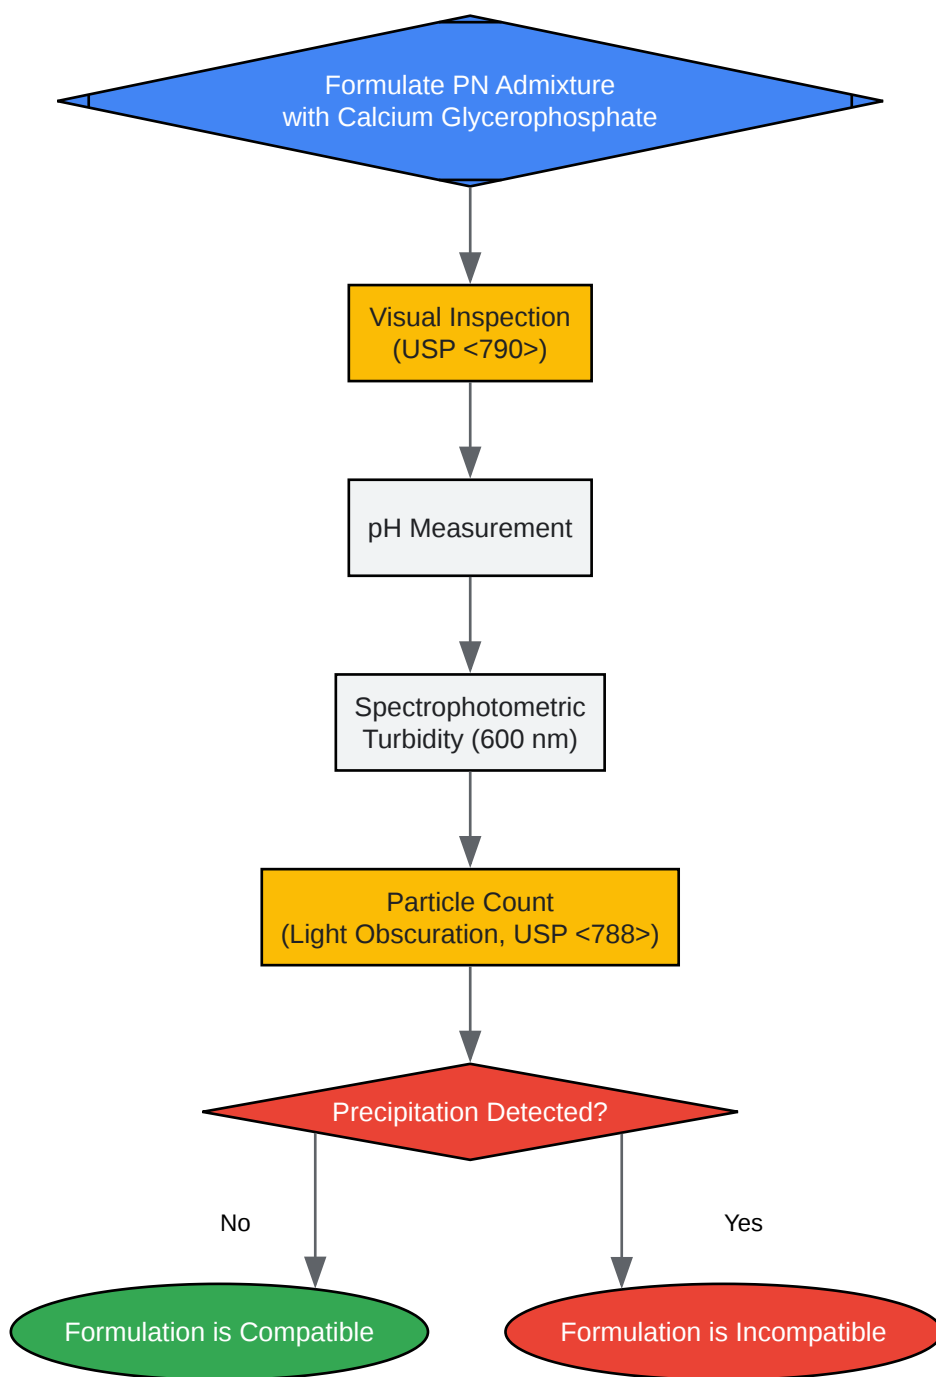 Formulate PN Admixture
with Calcium Glycerophosphate
Visual Inspection
(USP <790>)
pH Measurement
Spectrophotometric
Turbidity (600 nm)
Particle Count
(Light Obscuration, USP <788>)
Precipitation Detected?
No
Yes
Formulation is Compatible
Formulation is Incompatible